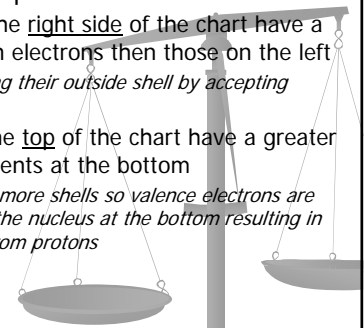 he right side of the chart have a
n electrons then those on the left
ng their outside shell by accepting
he top of the chart have a greater
ents at the bottom
more shells so valence electrons are
the nucleus at the bottom resulting in
om protons